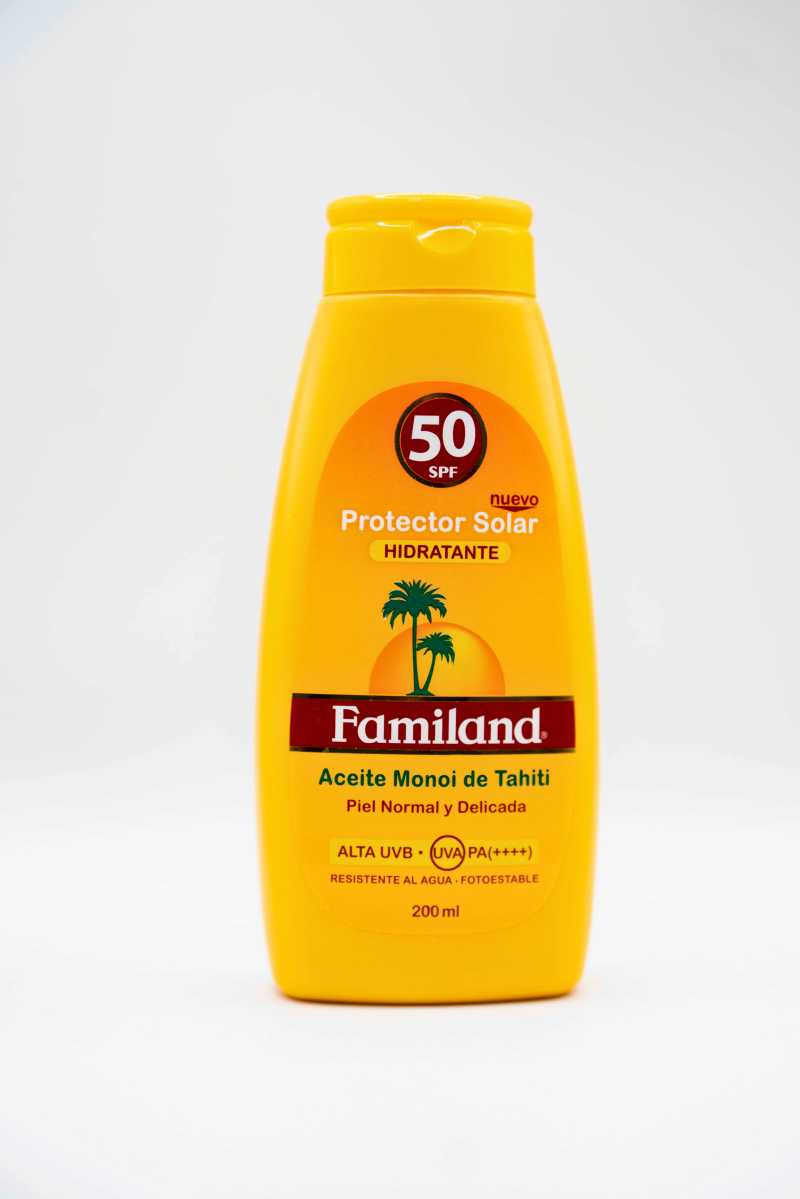 50
SPF
nuevo
Protector Solar
HIDRATANTE
Familand®
Aceite Monoi de Tahiti
Piel Normal y Delicada
ALTA UVB • UVA PA(++++)
RESISTENTE AL AGUA - FOTOESTABLE
200 ml